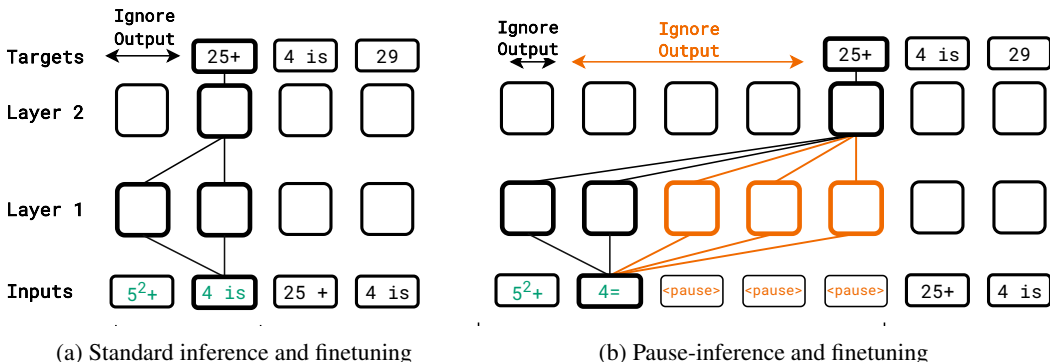 Ignore
Output
Targets
25+
4 is
29
Layer 2
Layer 1
Inputs
5²+
4 is
25 +
4 is
(a) Standard inference and finetuning
Ignore
Output
Ignore
Output
25+
4 is
29
5²+
4=
<pause>
<pause>
<pause>
25+
4 is
(b) Pause-inference and finetuning